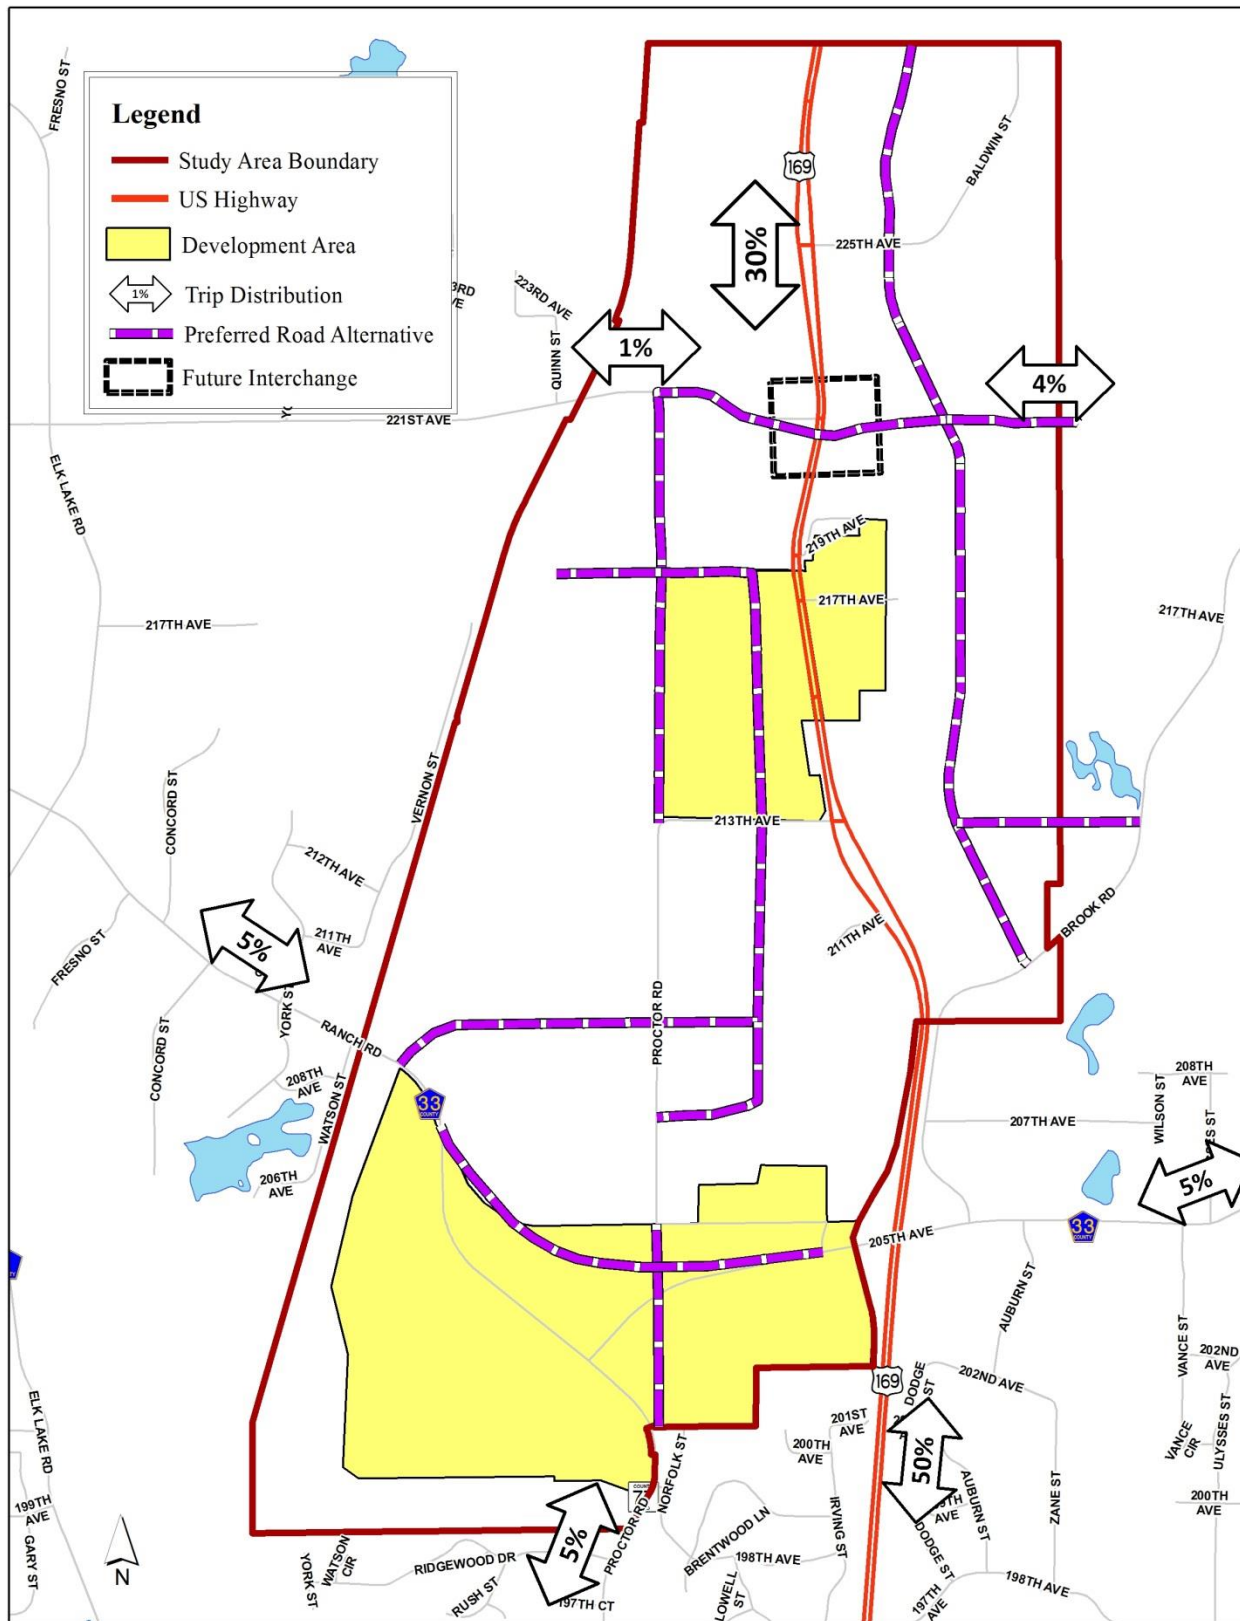 Legend
Study Area Boundary
US Highway
Development Area
1%
Trip Distribution
Preferred Road Alternative
Future Interchange
FRESNO ST
169
BALDWIN ST
30%
225TH AVE
223RD AVE
QUINN ST
1%
4%
221ST AVE
ELK LAKE RD
219TH AVE
217TH AVE
217TH AVE
217TH AVE
VERNON ST
CONCORD ST
213TH AVE
212TH AVE
211TH
AVE
211TH AVE
BROOK RD
FRESNO ST
5%
YORK ST
RANCH RD
PROCTOR RD
CONCORD ST
208TH
AVE
WATSON ST
33
COUNTY
208TH
AVE
WILSON ST
207TH AVE
206TH
AVE
5%
33
COUNTY
205TH AVE
AUBURN ST
VANCE ST
202ND
AVE
169
DODGE
ST
202ND AVE
ELK LAKE RD
201ST
AVE
200TH
AVE
50%
VANCE
CIR
ULYSSES ST
NORFOLK ST
AUBURN ST
ZANE ST
200TH
AVE
199TH
AVE
GARY ST
N
5%
PROCTOR RD
BRENTWOOD LN
IRVING ST
DODGE ST
YORK ST
WATSON
CIR
RIDGEWOOD DR
RUSH ST
197TH CT
LOWELL
ST
198TH AVE
197TH
AVE
198TH AVE